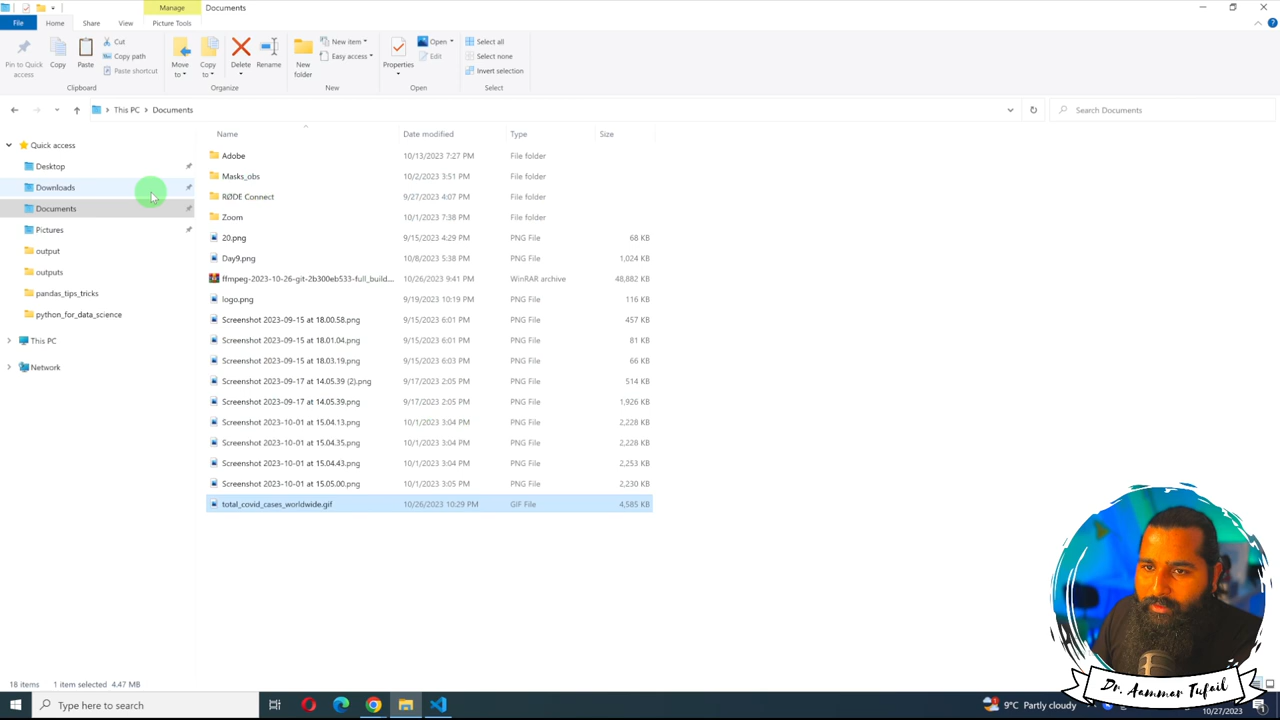 Manage
Documents
File
Home
Share
View
Picture Tools
Pin to Quick
access
Copy
Paste
Cut
Copy path
Paste shortcut
Clipboard
Move
to
Copy
to
Delete
Rename
Organize
New
folder
New item
Easy access
New
Properties
Open
Edit
Open
Select all
Select none
Invert selection
Select
This PC
Documents
Search Documents
Quick access
Desktop
Downloads
Documents
Pictures
output
outputs
pandas_tips_tricks
python_for_data_science
This PC
Network
Name Date modified Type Size
Adobe 10/13/2023 7:27 PM File folder
Masks_obs 10/2/2023 3:51 PM File folder
RØDE Connect 9/27/2023 4:07 PM File folder
Zoom 10/1/2023 7:38 PM File folder
20.png 9/15/2023 4:29 PM PNG File 68 KB
Day9.png 10/8/2023 5:38 PM PNG File 1,024 KB
ffmpeg-2023-10-26-git-2b300eb533-full_build.... 10/26/2023 9:41 PM WinRAR archive 48,882 KB
logo.png 9/19/2023 10:19 PM PNG File 116 KB
Screenshot 2023-09-15 at 18.00.58.png 9/15/2023 6:01 PM PNG File 457 KB
Screenshot 2023-09-15 at 18.01.04.png 9/15/2023 6:01 PM PNG File 81 KB
Screenshot 2023-09-15 at 18.03.19.png 9/15/2023 6:03 PM PNG File 66 KB
Screenshot 2023-09-17 at 14.05.39 (2).png 9/17/2023 2:05 PM PNG File 514 KB
Screenshot 2023-09-17 at 14.05.39.png 9/17/2023 2:05 PM PNG File 1,926 KB
Screenshot 2023-10-01 at 15.04.13.png 10/1/2023 3:04 PM PNG File 2,228 KB
Screenshot 2023-10-01 at 15.04.35.png 10/1/2023 3:04 PM PNG File 2,228 KB
Screenshot 2023-10-01 at 15.04.43.png 10/1/2023 3:04 PM PNG File 2,253 KB
Screenshot 2023-10-01 at 15.05.00.png 10/1/2023 3:05 PM PNG File 2,230 KB
total_covid_cases_worldwide.gif 10/26/2023 10:29 PM GIF File 4,585 KB
18 items 1 item selected 4.47 MB
Dr. Aammar Tufail
Type here to search
9°C Partly cloudy
10/27/2023